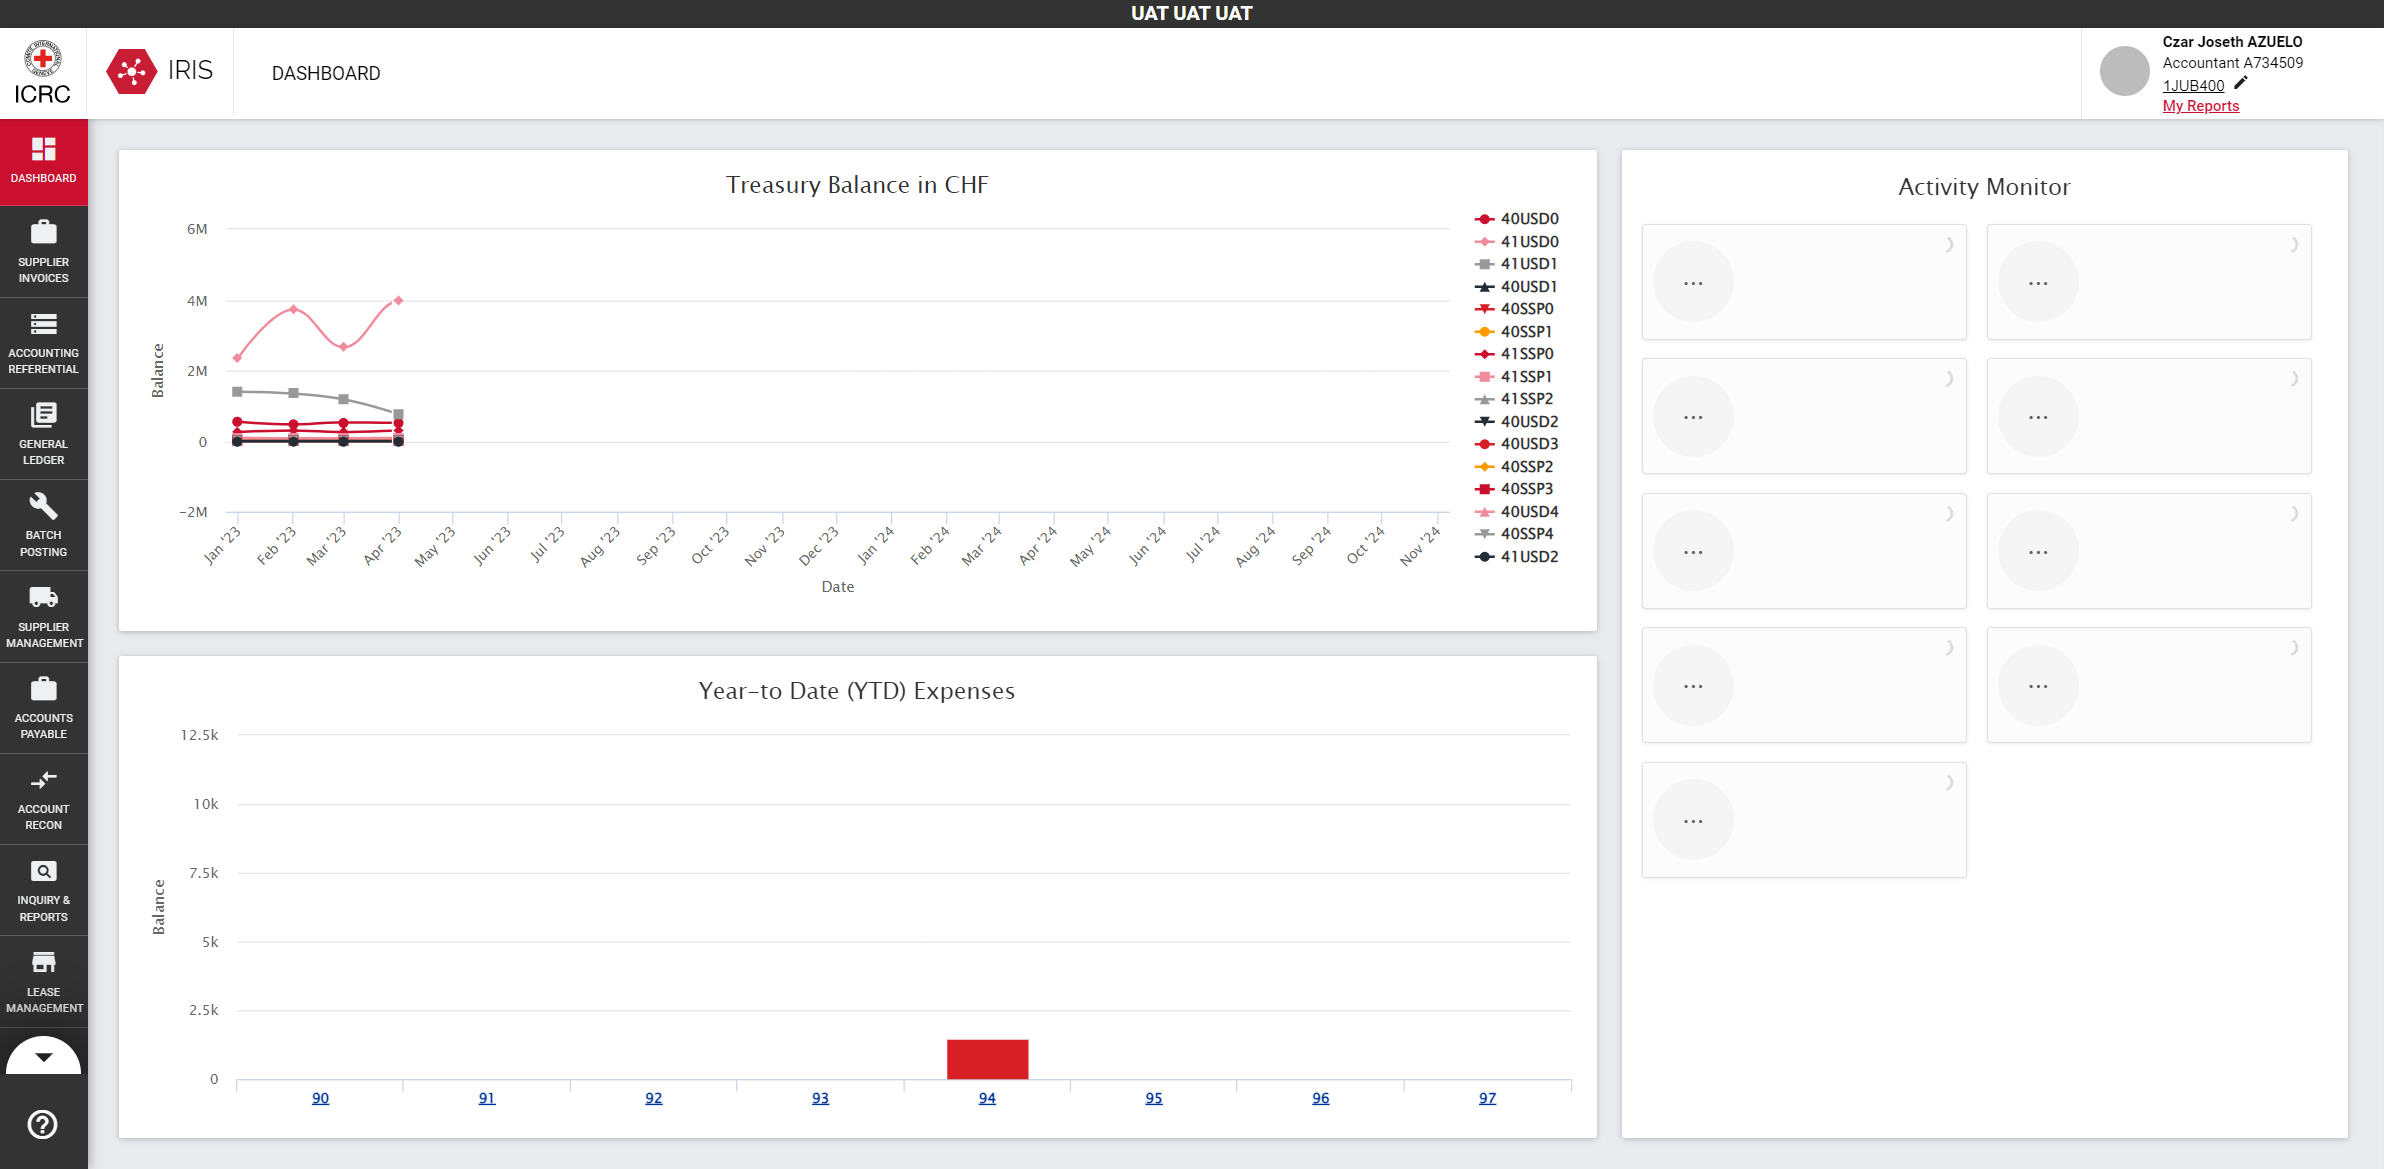 UAT UAT UAT
ICRC
IRIS
DASHBOARD
Czar Joseth AZUELO
Accountant A734509
1JUB400
My Reports
DASHBOARD
SUPPLIER
INVOICES
ACCOUNTING
REFERENTIAL
GENERAL
LEDGER
BATCH
POSTING
SUPPLIER
MANAGEMENT
ACCOUNTS
PAYABLE
ACCOUNT
RECON
INQUIRY &
REPORTS
LEASE
MANAGEMENT
Treasury Balance in CHF
Balance
6M
4M
2M
0
-2M
Jan '23
Feb '23
Mar '23
Apr '23
May '23
Jun '23
Jul '23
Aug '23
Sep '23
Oct '23
Nov '23
Dec '23
Jan '24
Feb '24
Mar '24
Apr '24
May '24
Jun '24
Jul '24
Aug '24
Sep '24
Oct '24
Nov '24
Date
40USD0
41USD0
41USD1
40USD1
40SSP0
40SSP1
41SSP0
41SSP1
41SSP2
40USD2
40USD3
40SSP2
40SSP3
40USD4
40SSP4
41USD2
Year-to Date (YTD) Expenses
Balance
12.5k
10k
7.5k
5k
2.5k
0
90
91
92
93
94
95
96
97
Activity Monitor
...
...
...
...
...
...
...
...
...